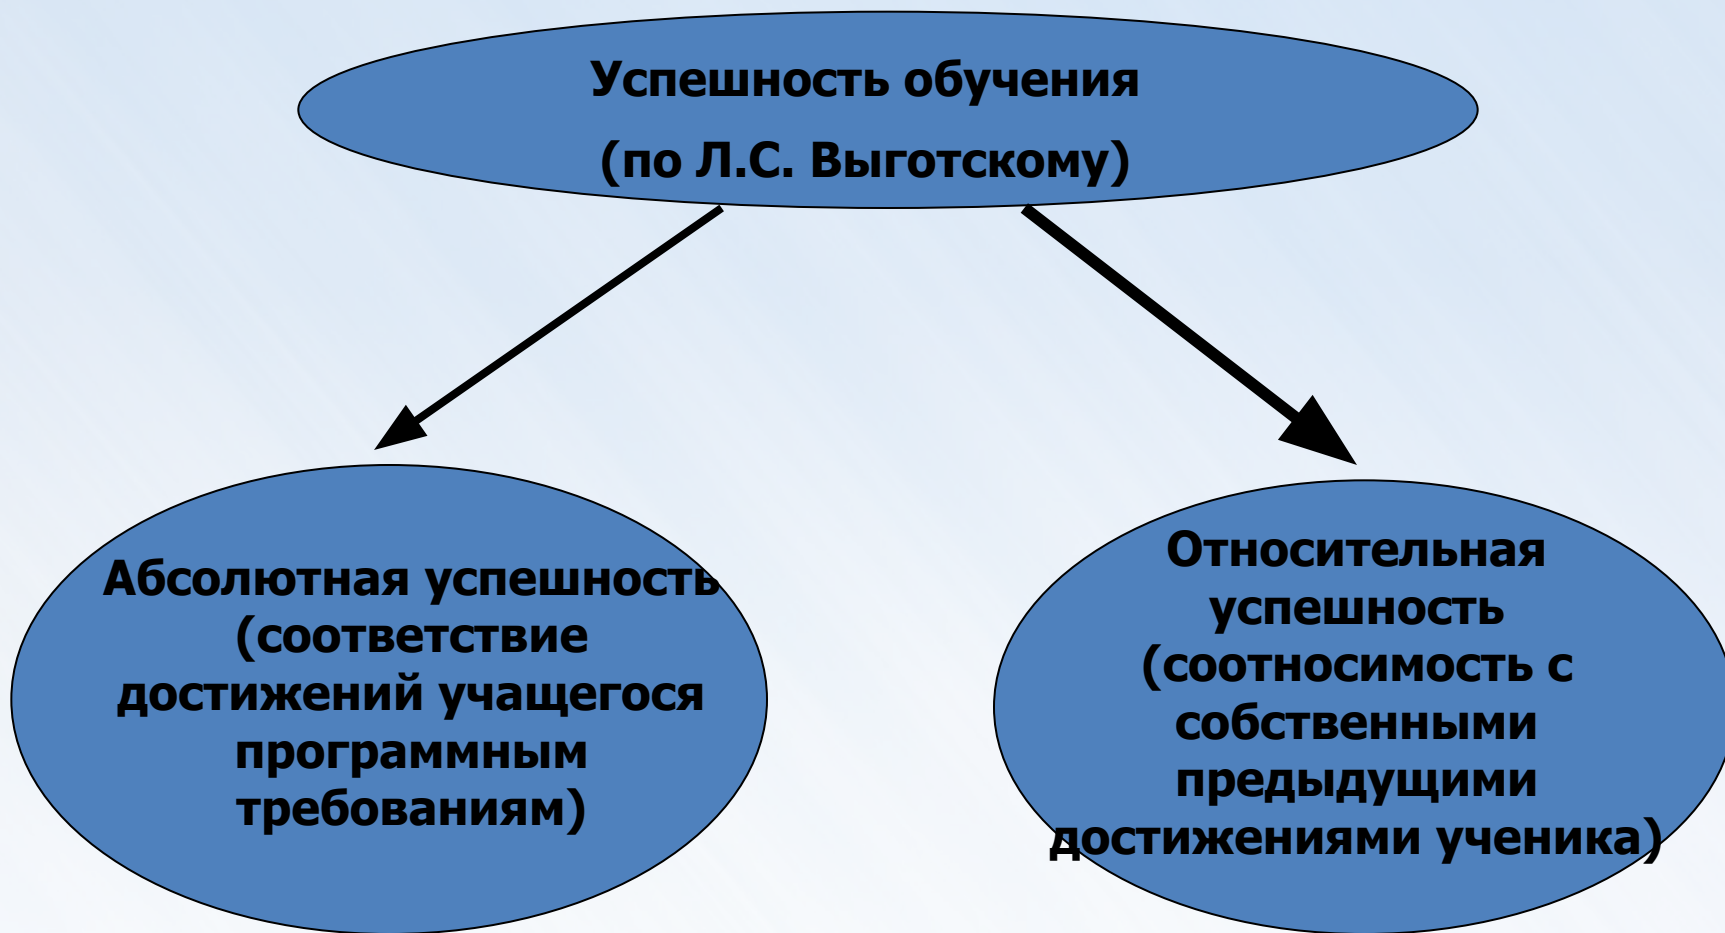 Успешность обучения
(по Л.С. Выготскому)
Абсолютная успешность
(соответствие
достижений учащегося
программным
требованиям)
Относительная
успешность
(соотносимость с
собственными
предыдущими
достижениями ученика)